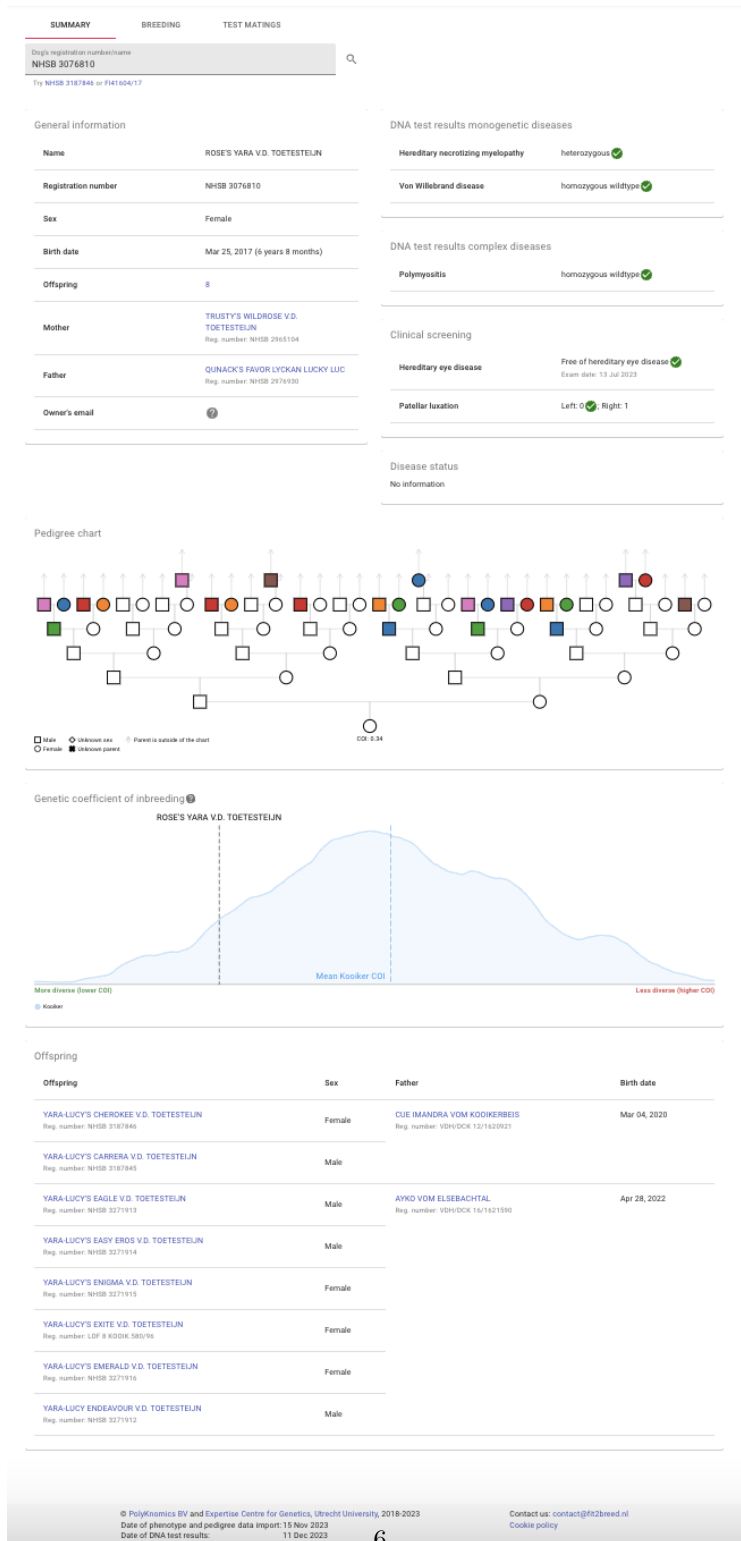 SUMMARY BREEDING TEST MATINGS
Dog's registration number/name
NHSB 3076810
Try NHSB 3187846 or FI41604/17
General information
Name ROSE'S YARA V.D. TOETESTEIJN
Registration number NHSB 3076810
Sex Female
Birth date Mar 25, 2017 (6 years 8 months)
Offspring 8
Mother TRUSTY'S WILDROSE V.D. TOETESTEIJN
Reg. number: NHSB 2965104
Father QUNACK'S FAVOR LYCKAN LUCKY LUC
Reg. number: NHSB 2976930
Owner's email ?
DNA test results monogenetic diseases
Hereditary necrotizing myelopathy heterozygous
Von Willebrand disease homozygous wildtype
DNA test results complex diseases
Polymyositis homozygous wildtype
Clinical screening
Hereditary eye disease Free of hereditary eye disease
Exam date: 13 Jul 2023
Patellar luxation Left: 0 ; Right: 1
Disease status
No information
Pedigree chart
COI: 0.34
Male Unknown sex Parent is outside of the chart
Female Unknown parent
Genetic coefficient of inbreeding ?
ROSE'S YARA V.D. TOETESTEIJN
Mean Kooiker COI
More diverse (lower COI) Less diverse (higher COI)
Kooiker
Offspring
Offspring Sex Father Birth date
YARA-LUCY'S CHEROKEE V.D. TOETESTEIJN Female CUE IMANDRA VOM KOOIKERBEIS Mar 04, 2020
Reg. number: NHSB 3187846 Reg. number: VDH/DCK 12/1620921
YARA-LUCY'S CARRERA V.D. TOETESTEIJN Male
Reg. number: NHSB 3187845
YARA-LUCY'S EAGLE V.D. TOETESTEIJN Male AYKO VOM ELSEBACHTAL Apr 28, 2022
Reg. number: NHSB 3271913 Reg. number: VDH/DCK 16/1621590
YARA-LUCY'S EASY EROS V.D. TOETESTEIJN Male
Reg. number: NHSB 3271914
YARA-LUCY'S ENIGMA V.D. TOETESTEIJN Female
Reg. number: NHSB 3271915
YARA-LUCY'S EXITE V.D. TOETESTEIJN Female
Reg. number: LOF 8 KOOIK.580/96
YARA-LUCY'S EMERALD V.D. TOETESTEIJN Female
Reg. number: NHSB 3271916
YARA-LUCY ENDEAVOUR V.D. TOETESTEIJN Male
Reg. number: NHSB 3271912
© PolyKnomics BV and Expertise Centre for Genetics, Utrecht University, 2018-2023 Contact us: contact@fit2breed.nl
Date of phenotype and pedigree data import: 15 Nov 2023 Cookie policy
Date of DNA test results: 11 Dec 2023
6